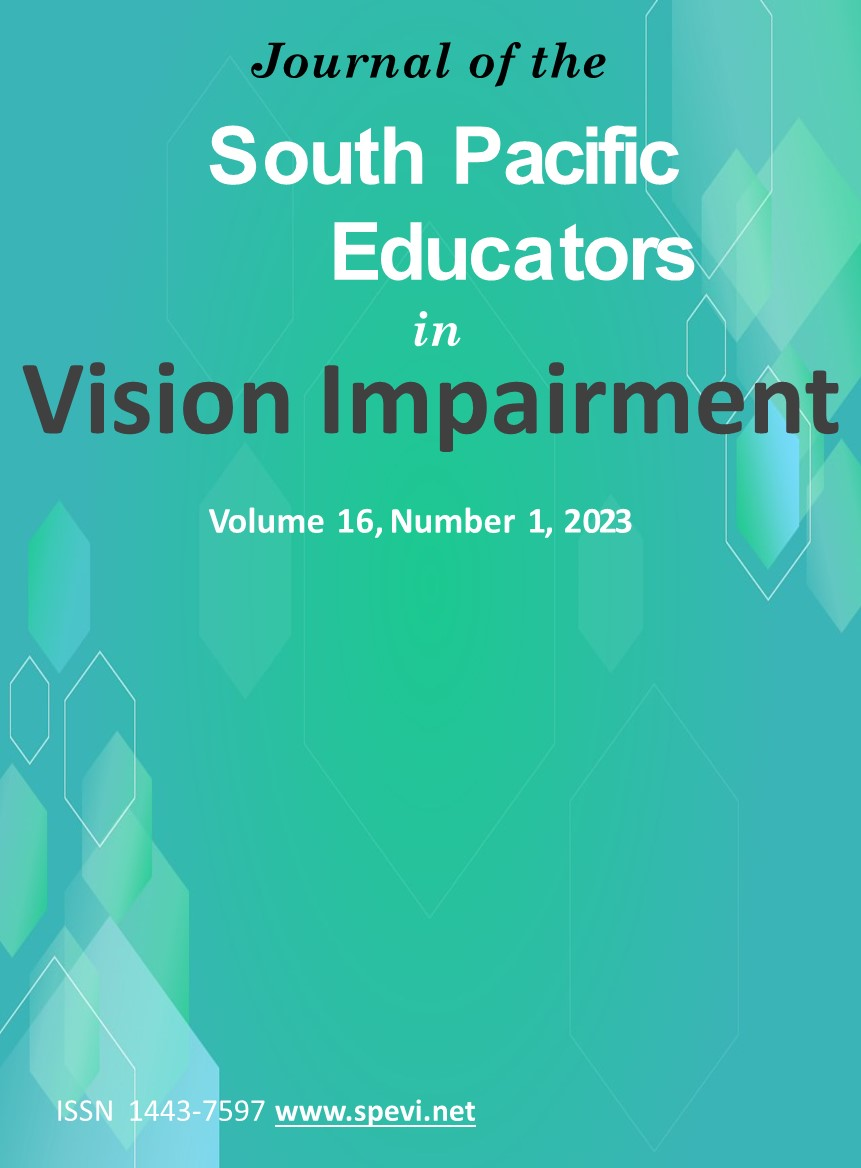 Journal of the
South Pacific
Educators
in
Vision Impairment
Volume 16, Number 1, 2023
ISSN 1443-7597 www.spevi.net